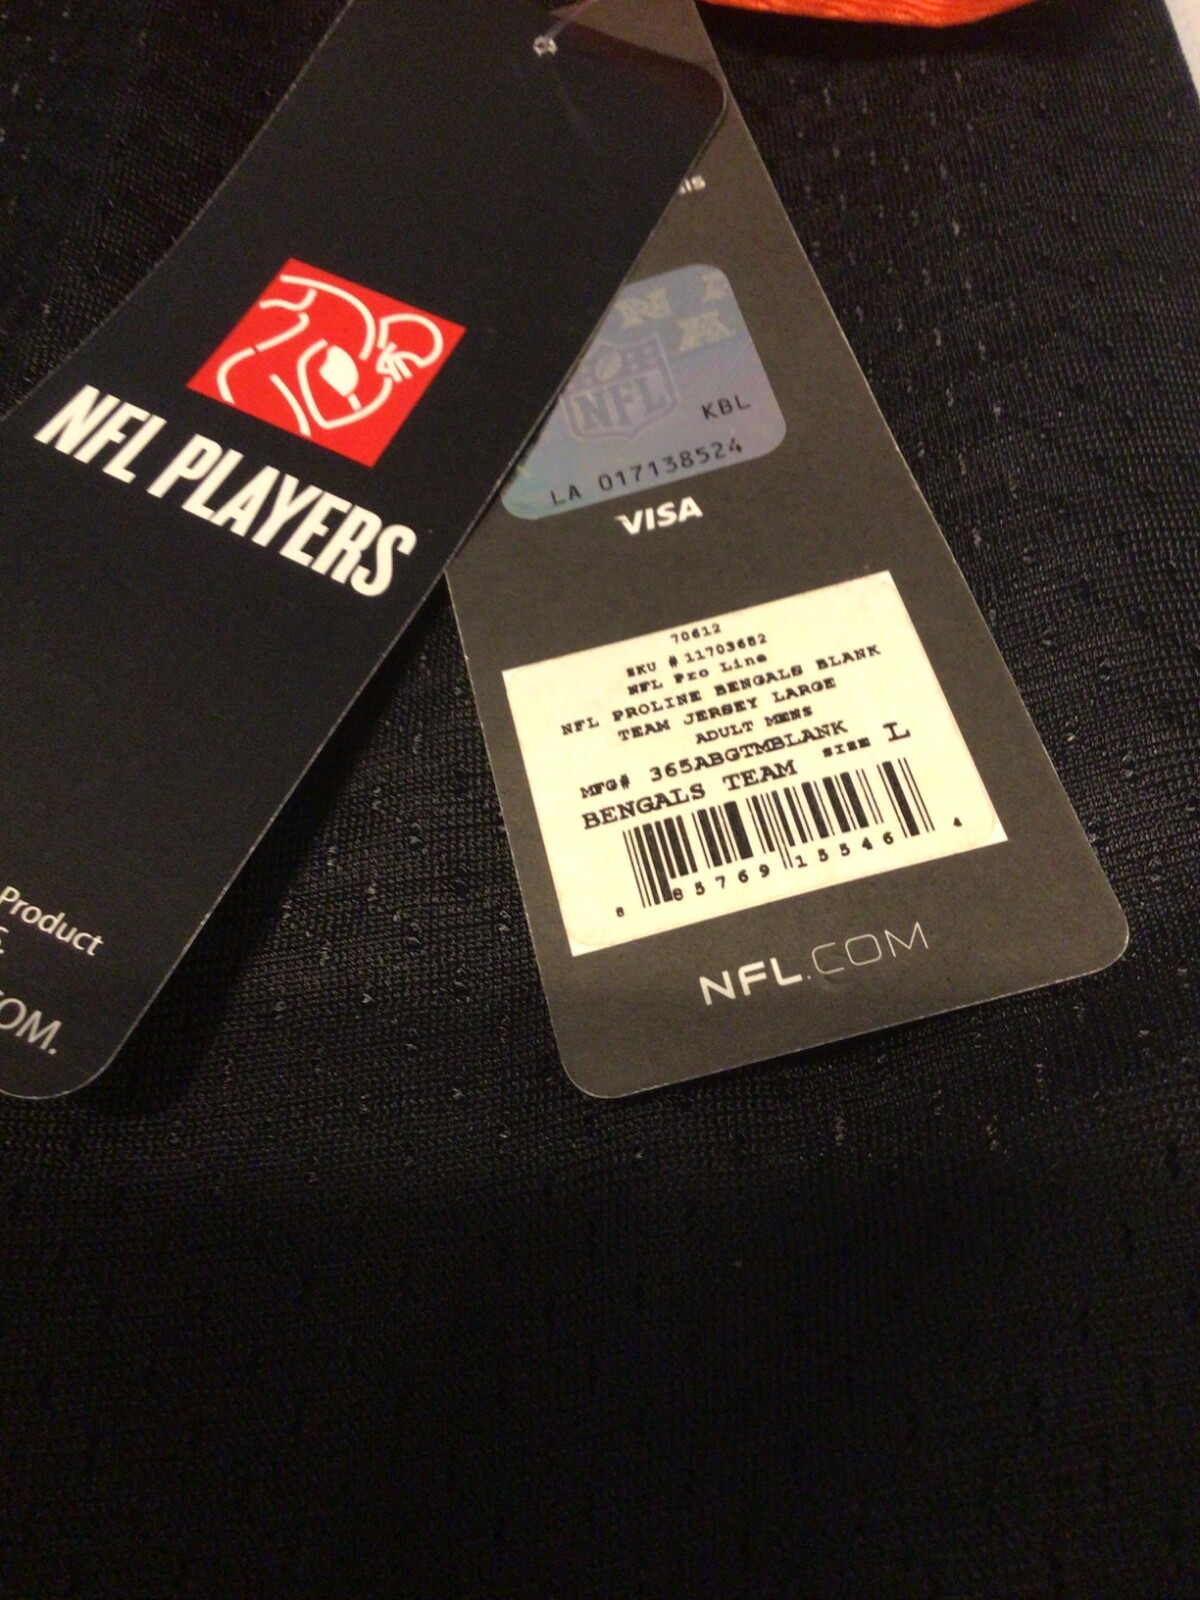 NFL PLAYERS
Product
OM.
N
A
NFL
KBL
LA 017138524
VISA
70612
SKU # 11703682
NFL Pro Line
NFL PROLINE BENGALS BLANK
TEAM JERSEY LARGE
ADULT MENS
MFG# 365ABGTMBLANK
BENGALS TEAM SIZE L
8 85769 15546 4
NFL.COM